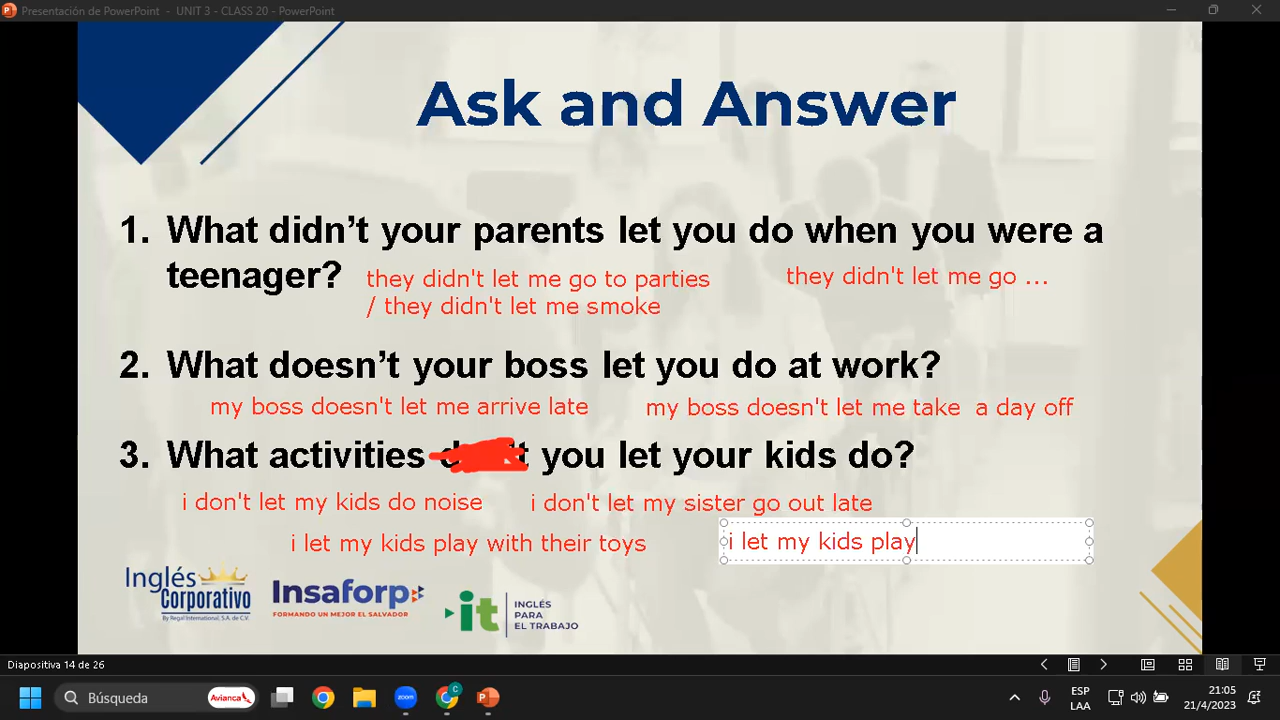 Presentación de PowerPoint - UNIT 3 - CLASS 20 - PowerPoint
Ask and Answer
1. What didn't your parents let you do when you were a
teenager?
they didn't let me go to parties
/ they didn't let me smoke
they didn't let me go ...
2. What doesn't your boss let you do at work?
my boss doesn't let me arrive late
my boss doesn't let me take a day off
3. What activities you let your kids do?
i don't let my kids do noise
i don't let my sister go out late
i let my kids play with their toys
i let my kids play
Inglés
Corporativo
By Regal International, S.A. de C.V.
Insaforp
FORMANDO UN MEJOR EL SALVADOR
it
INGLÉS
PARA
EL TRABAJO
Diapositiva 14 de 26
Búsqueda
Avianca
zoom
C
ESP
LAA
21:05
21/4/2023